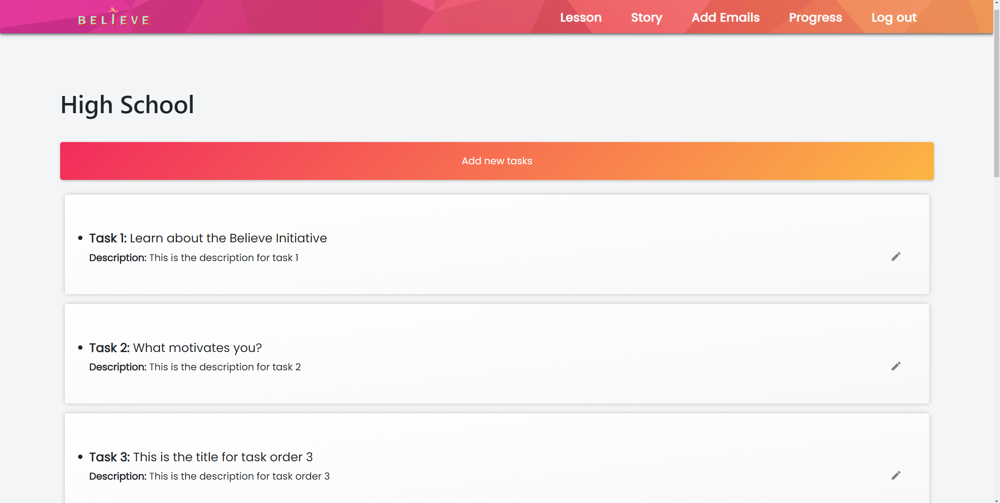 BELIEVE
Lesson Story Add Emails Progress Log out
High School
Add new tasks
Task 1: Learn about the Believe Initiative
Description: This is the description for task 1
Task 2: What motivates you?
Description: This is the description for task 2
Task 3: This is the title for task order 3
Description: This is the description for task order 3